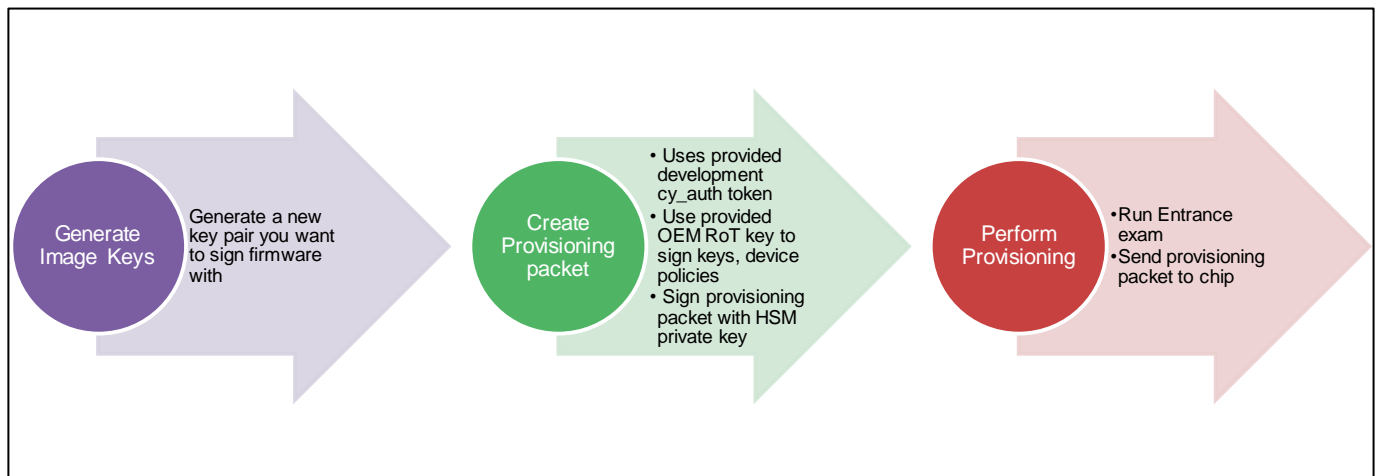 Generate
Image Keys
Generate a new
key pair you want
to sign firmware
with
Create
Provisioning
packet
• Uses provided
development
cy_auth token
• Use provided
OEM RoT key to
sign keys, device
policies
• Sign provisioning
packet with HSM
private key
Perform
Provisioning
•Run Entrance
exam
•Send provisioning
packet to chip